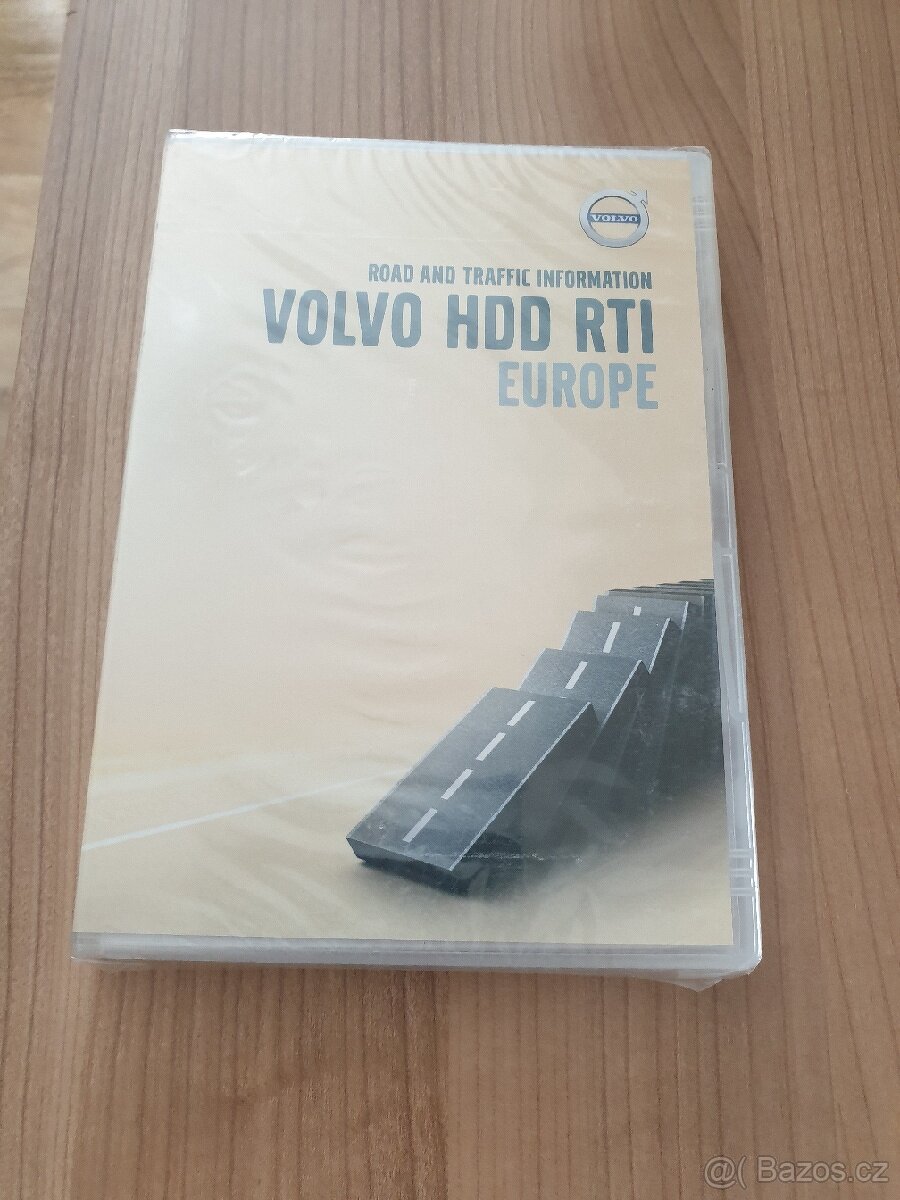 VOLVO
ROAD AND TRAFFIC INFORMATION
VOLVO HDD RTI
EUROPE
@( Bazos.cz